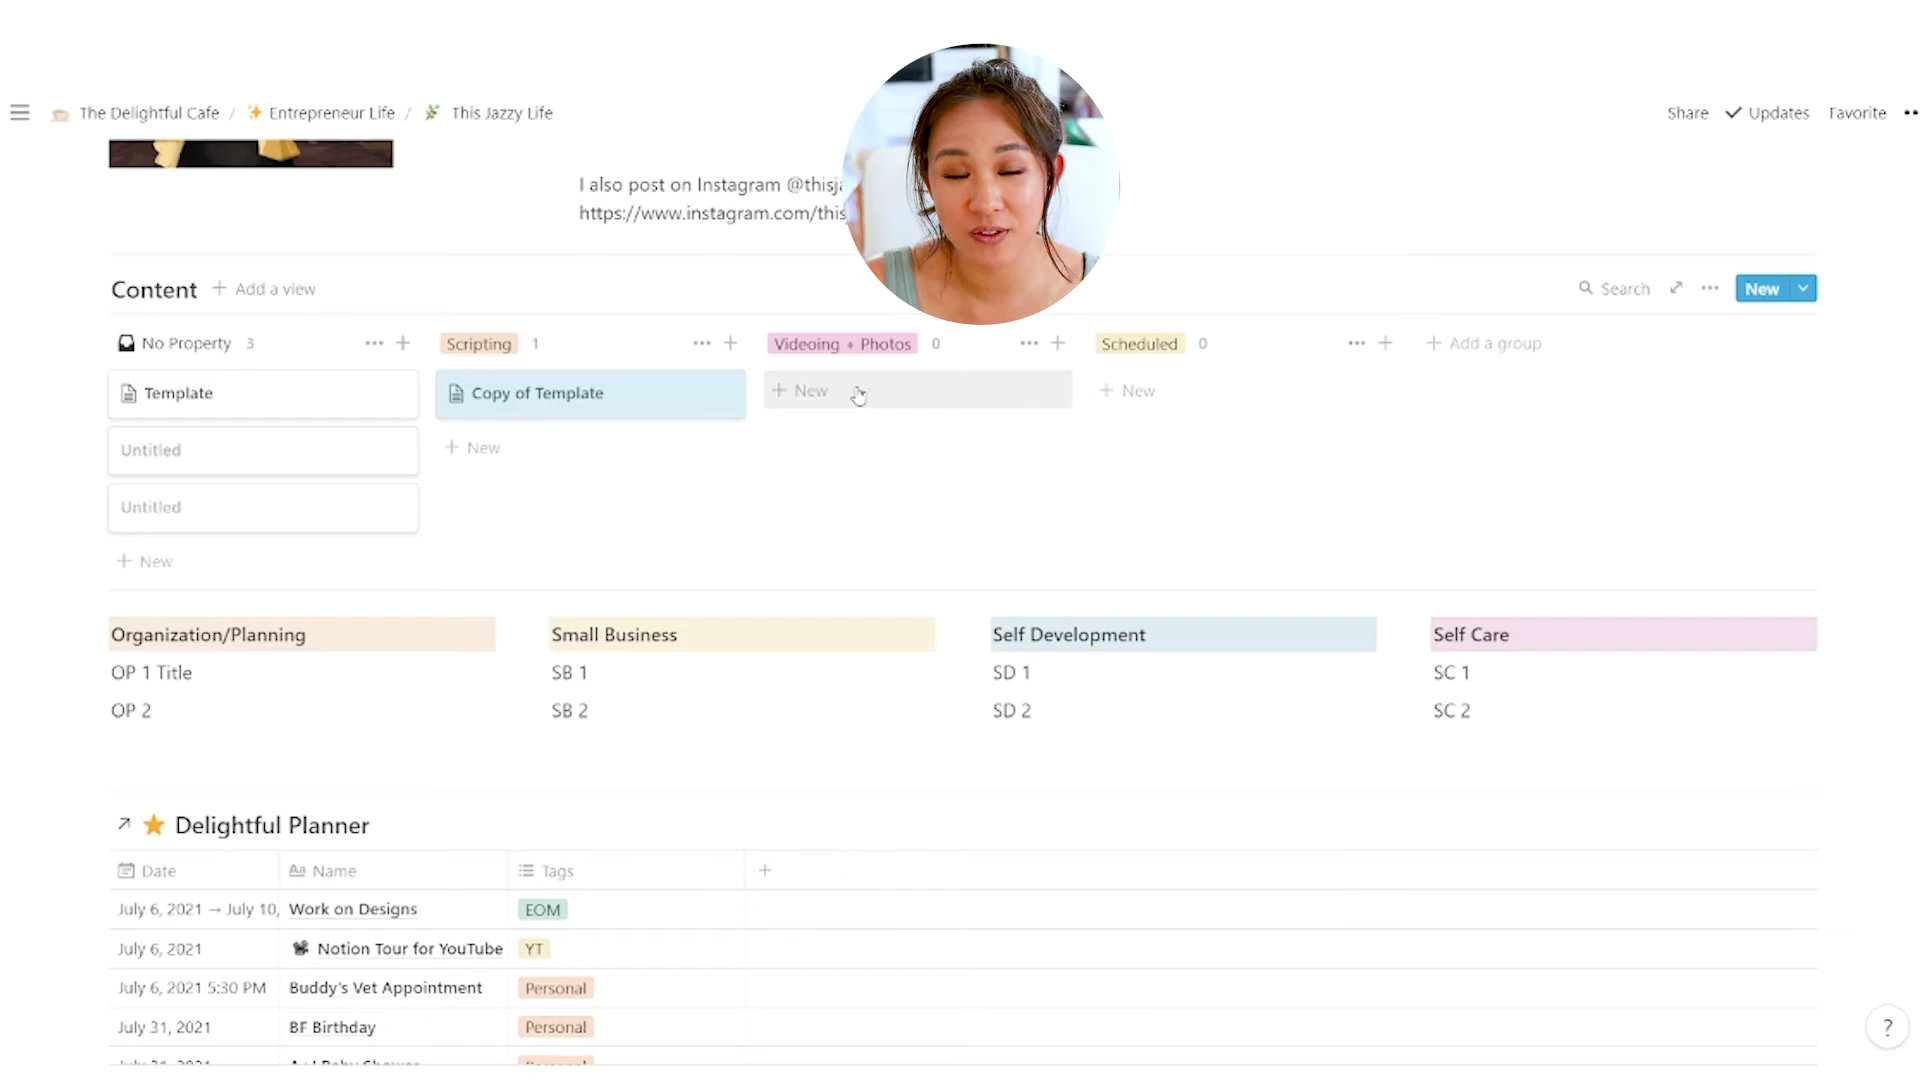 The Delightful Cafe / Entrepreneur Life / This Jazzy Life
Share Updates Favorite
I also post on Instagram
https://www.instagram.com/this
Content + Add a view
Search New
No Property 3
Scripting 1
Videoing + Photos 0
Scheduled 0
+ Add a group
Template
Copy of Template
+ New
+ New
Untitled
+ New
Untitled
+ New
Organization/Planning
Small Business
Self Development
Self Care
OP 1 Title
SB 1
SD 1
SC 1
OP 2
SB 2
SD 2
SC 2
Delightful Planner
Date
Aa Name
Tags
+
July 6, 2021 → July 10, Work on Designs EOM
July 6, 2021 Notion Tour for YouTube YT
July 6, 2021 5:30 PM Buddy's Vet Appointment Personal
July 31, 2021 BF Birthday Personal
?